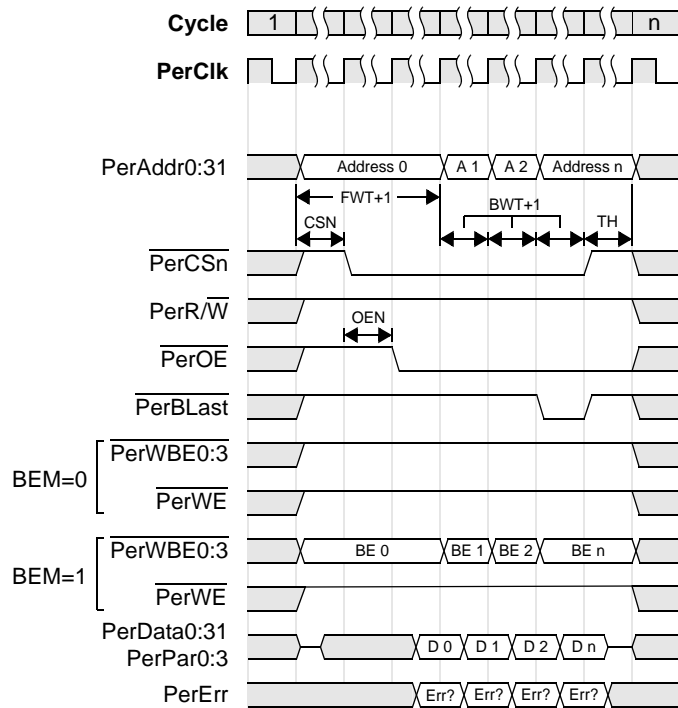 Cycle 1 n
PerClk
PerAddr0:31 Address 0 A 1 A 2 Address n
FWT+1 BWT+1
CSN TH
PerCSn
PerR/W
OEN
PerOE
PerBLast
BEM=0
PerWBE0:3
PerWE
BEM=1
PerWBE0:3 BE 0 BE 1 BE 2 BE n
PerWE
PerData0:31
PerPar0:3 D 0 D 1 D 2 D n
PerErr Err? Err? Err? Err?